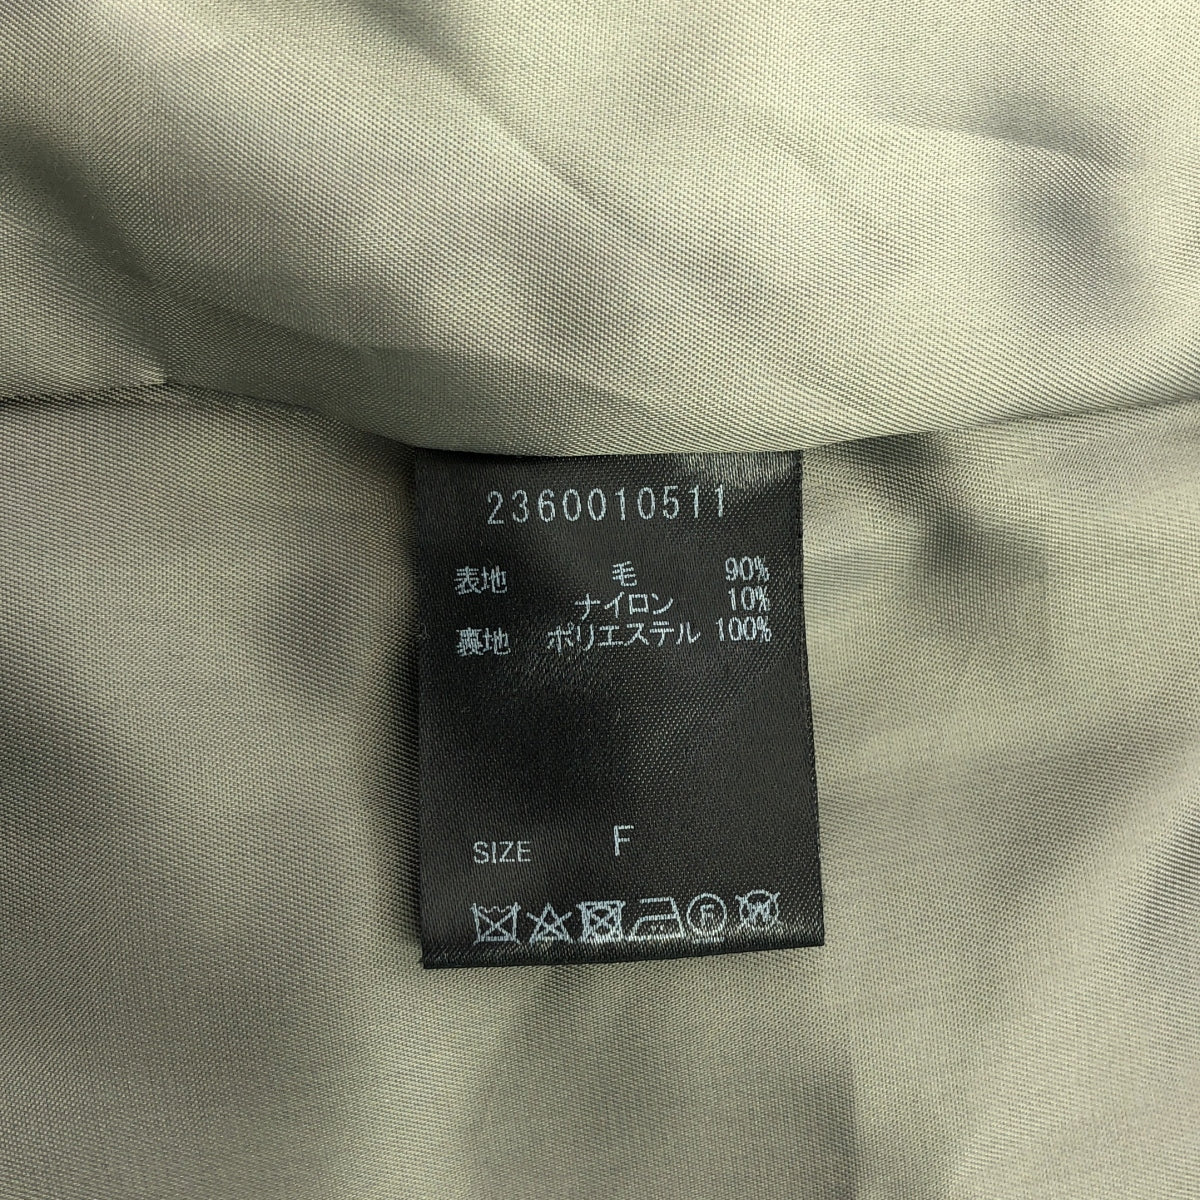 2360010511
表地 毛 90%
ナイロン 10%
裏地 ポリエステル 100%
SIZE F
F W